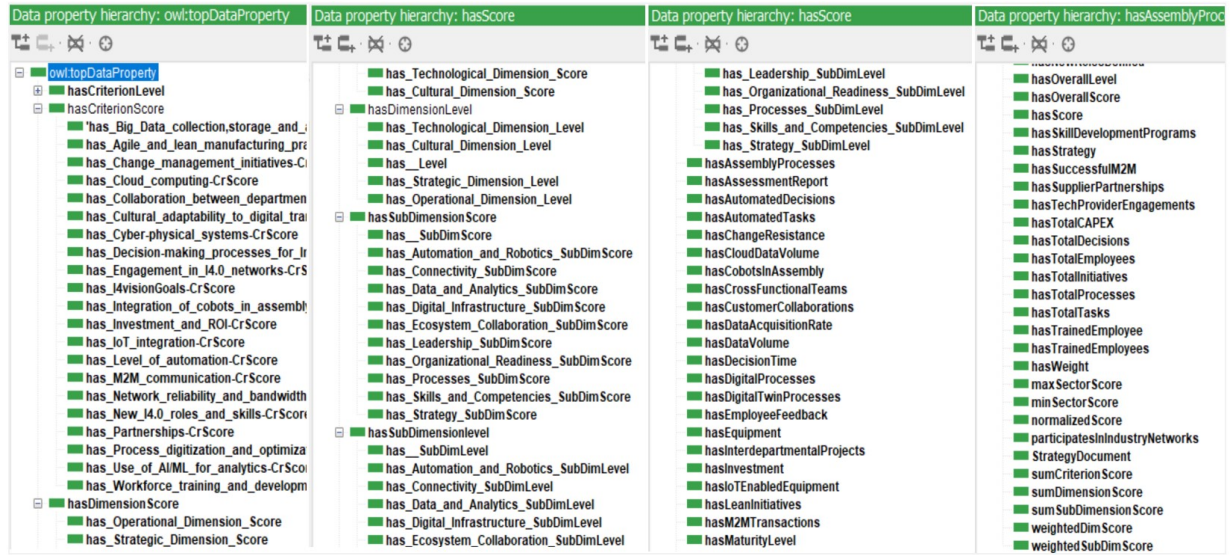 Data property hierarchy: owl:topDataProperty
owl:topDataProperty
hasCriterionLevel
hasCriterionScore
'has_Big_Data_collection,storage_and_
has_Agile_and_lean_manufacturing_pra
has_Change_management_initiatives-C
has_Cloud_computing-CrScore
has_Collaboration_between_departmen
has_Cultural_adaptability_to_digital_tra
has_Cyber-physical_systems-CrScore
has_Decision-making_processes_for_I
has_Engagement_in_I4.0_networks-CrS
has_I4visionGoals-CrScore
has_Integration_of_cobots_in_assembl
has_Investment_and_ROI-CrScore
has_IoT_integration-CrScore
has_Level_of_automation-CrScore
has_M2M_communication-CrScore
has_Network_reliability_and_bandwidth
has_New_I4.0_roles_and_skills-CrScor
has_Partnerships-CrScore
has_Process_digitization_and_optimiza
has_Use_of_AI/ML_for_analytics-CrSco
has_Workforce_training_and_developm
hasDimensionScore
has_Operational_Dimension_Score
has_Strategic_Dimension_Score
Data property hierarchy: hasScore
has_Technological_Dimension_Score
has_Cultural_Dimension_Score
hasDimensionLevel
has_Technological_Dimension_Level
has_Cultural_Dimension_Level
has__Level
has_Strategic_Dimension_Level
has_Operational_Dimension_Level
hasSubDimensionScore
has__SubDimScore
has_Automation_and_Robotics_SubDimScore
has_Connectivity_SubDimScore
has_Data_and_Analytics_SubDimScore
has_Digital_Infrastructure_SubDimScore
has_Ecosystem_Collaboration_SubDimScore
has_Leadership_SubDimScore
has_Organizational_Readiness_SubDimScore
has_Processes_SubDimScore
has_Skills_and_Competencies_SubDimScore
has_Strategy_SubDimScore
hasSubDimensionlevel
has__SubDimLevel
has_Automation_and_Robotics_SubDimLevel
has_Connectivity_SubDimLevel
has_Data_and_Analytics_SubDimLevel
has_Digital_Infrastructure_SubDimLevel
has_Ecosystem_Collaboration_SubDimLevel
Data property hierarchy: hasScore
has_Leadership_SubDimLevel
has_Organizational_Readiness_SubDimLevel
has_Processes_SubDimLevel
has_Skills_and_Competencies_SubDimLevel
has_Strategy_SubDimLevel
hasAssemblyProcesses
hasAssessmentReport
hasAutomatedDecisions
hasAutomatedTasks
hasChangeResistance
hasCloudDataVolume
hasCobotsInAssembly
hasCrossFunctionalTeams
hasCustomerCollaborations
hasDataAcquisitionRate
hasDataVolume
hasDecisionTime
hasDigitalProcesses
hasDigitalTwinProcesses
hasEmployeeFeedback
hasEquipment
hasInterdepartmentalProjects
hasInvestment
hasIoTEnabledEquipment
hasLeanInitiatives
hasM2MTransactions
hasMaturityLevel
Data property hierarchy: hasAssemblyProc
hasOverallLevel
hasOverallScore
hasScore
hasSkillDevelopmentPrograms
hasStrategy
hasSuccessfulM2M
hasSupplierPartnerships
hasTechProviderEngagements
hasTotalCAPEX
hasTotalDecisions
hasTotalEmployees
hasTotalInitiatives
hasTotalProcesses
hasTotalTasks
hasTrainedEmployee
hasTrainedEmployees
hasWeight
maxSectorScore
minSectorScore
normalizedScore
participatesInIndustryNetworks
StrategyDocument
sumCriterionScore
sumDimensionScore
sumSubDimensionScore
weightedDimScore
weightedSubDimScore